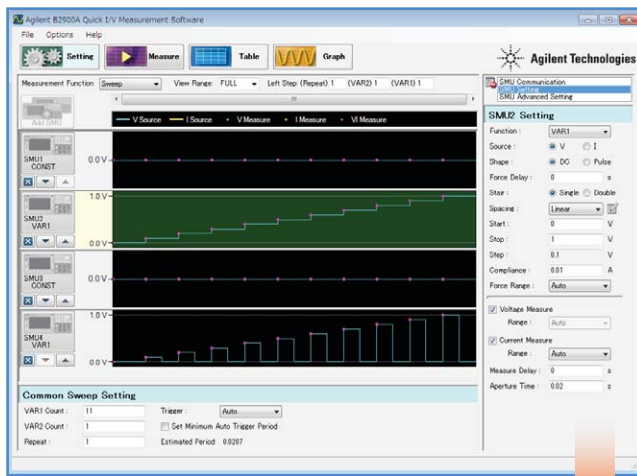 Agilent B2900A Quick I/V Measurement Software
File Options Help
Setting Measure Table Graph
Agilent Technologies
Measurement Function Sweep View Range: FULL Left Step (Repeat) 1 (VAR2) 1 (VAR1) 1
Add SMU
V Source I Source V Measure I Measure VI Measure
SMU1
CONST
0.0 V
SMU2
VAR1
1.0 V
0.0 V
SMU3
CONST
0.0 V
SMU4
VAR1
1.0 V
0.0 V
Common Sweep Setting
VAR1 Count: 11 Trigger: Auto
VAR2 Count: 1 Set Minimum Auto Trigger Period
Repeat: 1 Estimated Period 0.0207
SMU Communication
SMU Setting
SMU Advanced Setting
SMU2 Setting
Function: VAR1
Source: V I
Shape: DC Pulse
Force Delay: 0 s
Stair: Single Double
Spacing: Linear
Start: 0 V
Stop: 1 V
Step: 0.1 V
Compliance: 0.01 A
Force Range: Auto
Voltage Measure
Range: Auto
Current Measure
Range: Auto
Measure Delay: 0 s
Aperture Time: 0.02 s